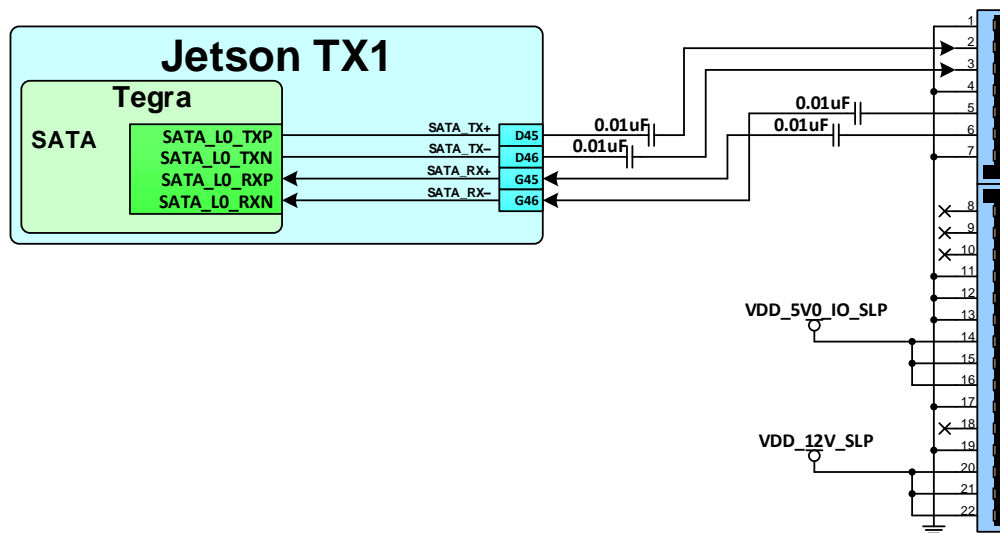 Jetson TX1
Tegra
SATA
SATA_L0_TXP
SATA_L0_TXN
SATA_L0_RXP
SATA_L0_RXN
SATA_TX+
SATA_TX–
SATA_RX+
SATA_RX–
D45
D46
G45
G46
0.01uF
0.01uF
0.01uF
0.01uF
1
2
3
4
5
6
7
8
9
10
11
12
13
VDD_5V0_IO_SLP
14
15
16
17
18
VDD_12V_SLP
19
20
21
22